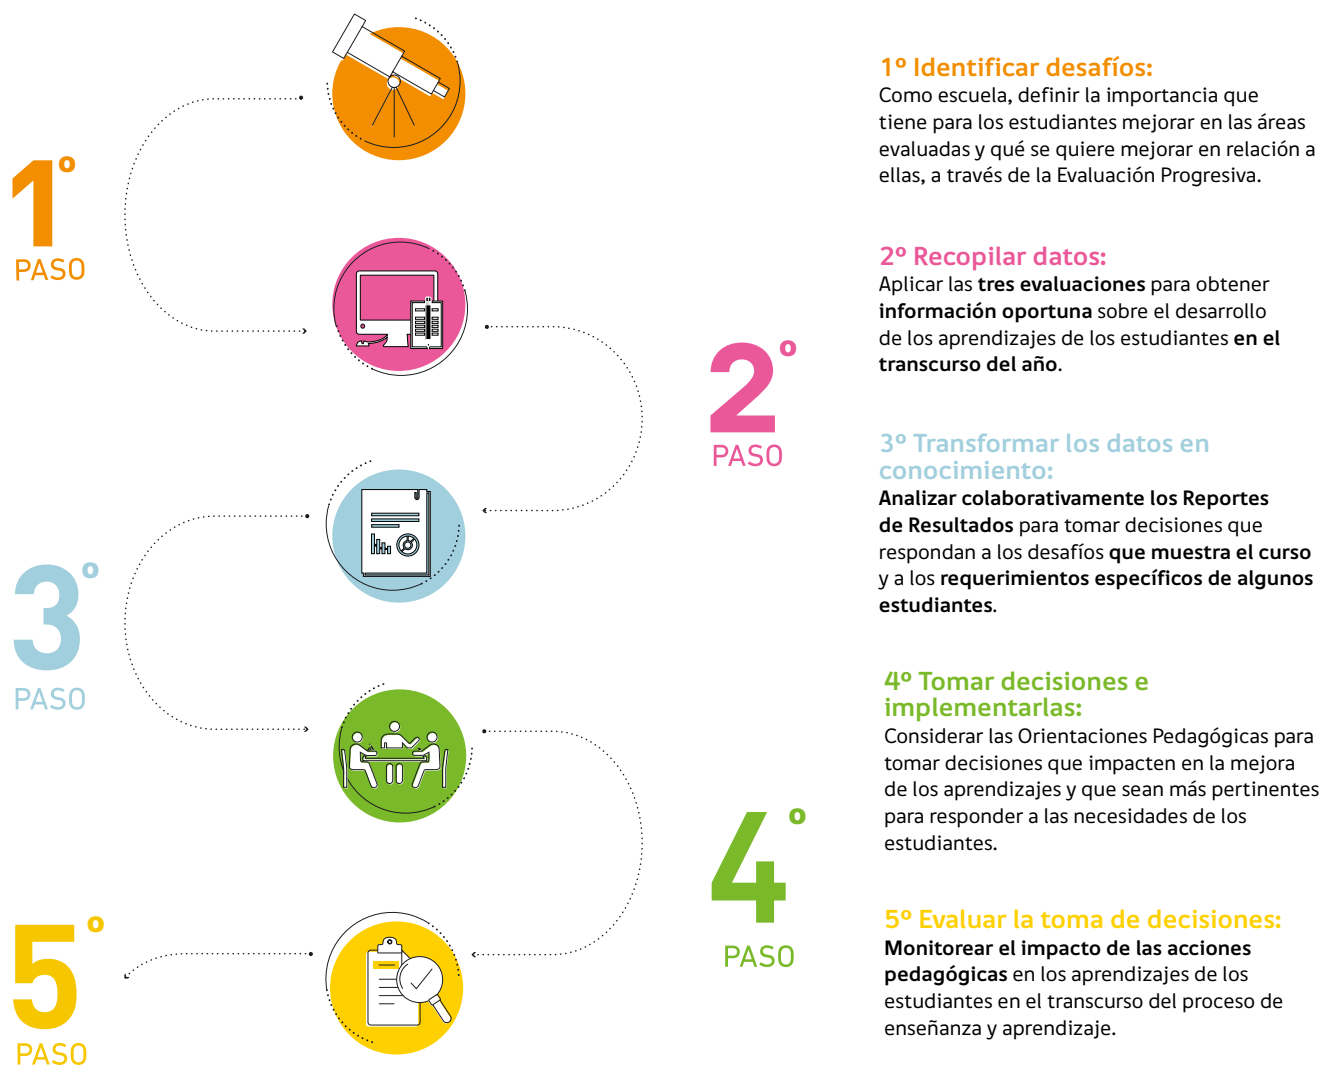 1º
PASO
2º
PASO
3º
PASO
4º
PASO
5º
PASO
1º Identificar desafíos:
Como escuela, definir la importancia que
tiene para los estudiantes mejorar en las áreas
evaluadas y qué se quiere mejorar en relación a
ellas, a través de la Evaluación Progresiva.
2º Recopilar datos:
Aplicar las tres evaluaciones para obtener
información oportuna sobre el desarrollo
de los aprendizajes de los estudiantes en el
transcurso del año.
3º Transformar los datos en
conocimiento:
Analizar colaborativamente los Reportes
de Resultados para tomar decisiones que
respondan a los desafíos que muestra el curso
y a los requerimientos específicos de algunos
estudiantes.
4º Tomar decisiones e
implementarlas:
Considerar las Orientaciones Pedagógicas para
tomar decisiones que impacten en la mejora
de los aprendizajes y que sean más pertinentes
para responder a las necesidades de los
estudiantes.
5º Evaluar la toma de decisiones:
Monitorear el impacto de las acciones
pedagógicas en los aprendizajes de los
estudiantes en el transcurso del proceso de
enseñanza y aprendizaje.